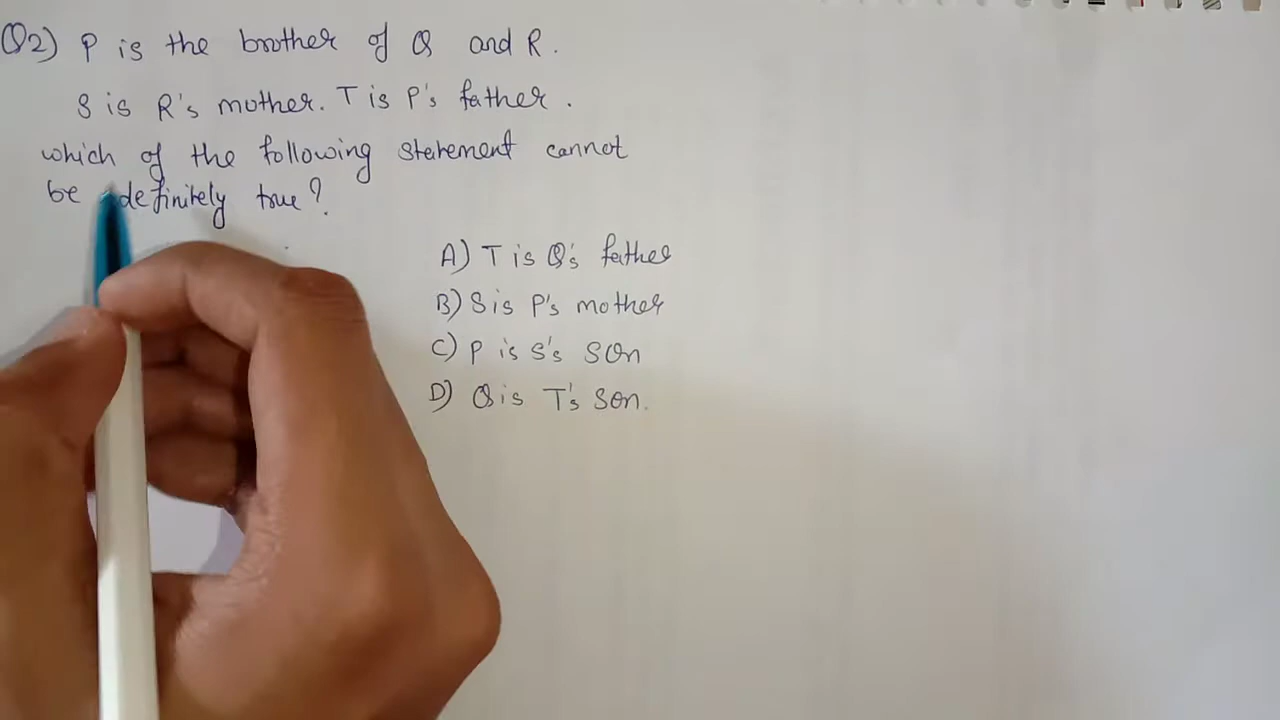 Q2) P is the brother of Q and R.
S is R's mother. T is P's father.
which of the following statement cannot
be definitely true?
A) T is Q's father
B) S is P's mother
C) P is S's son
D) Q is T's son.